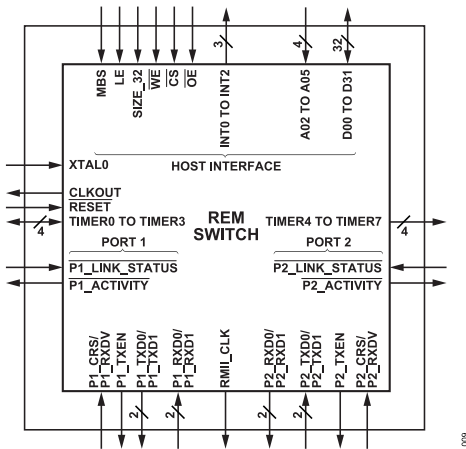 3
4
32
MBS
LE
SIZE_32
WE
CS
OE
INT0 TO INT2
A02 TO A05
D00 TO D31
HOST INTERFACE
XTAL0
CLKOUT
RESET
TIMER0 TO TIMER3
4
REM
SWITCH
TIMER4 TO TIMER7
4
PORT 1
PORT 2
P1_LINK_STATUS
P1_ACTIVITY
P2_LINK_STATUS
P2_ACTIVITY
P1_CRS/
P1_RXDV
P1_TXEN
P1_TXD0/
P1_TXD1
P1_RXD0/
P1_RXD1
RMII_CLK
P2_RXD0/
P2_RXD1
P2_TXD0/
P2_TXD1
P2_TXEN
P2_CRS/
P2_RXDV
2
2
2
2
009